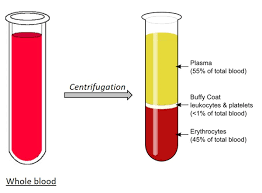 Centrifugation
Plasma
(55% of total blood)
Buffy Coat
leukocytes & platelets
(<1% of total blood)
Erythrocytes
(45% of total blood)
Whole blood